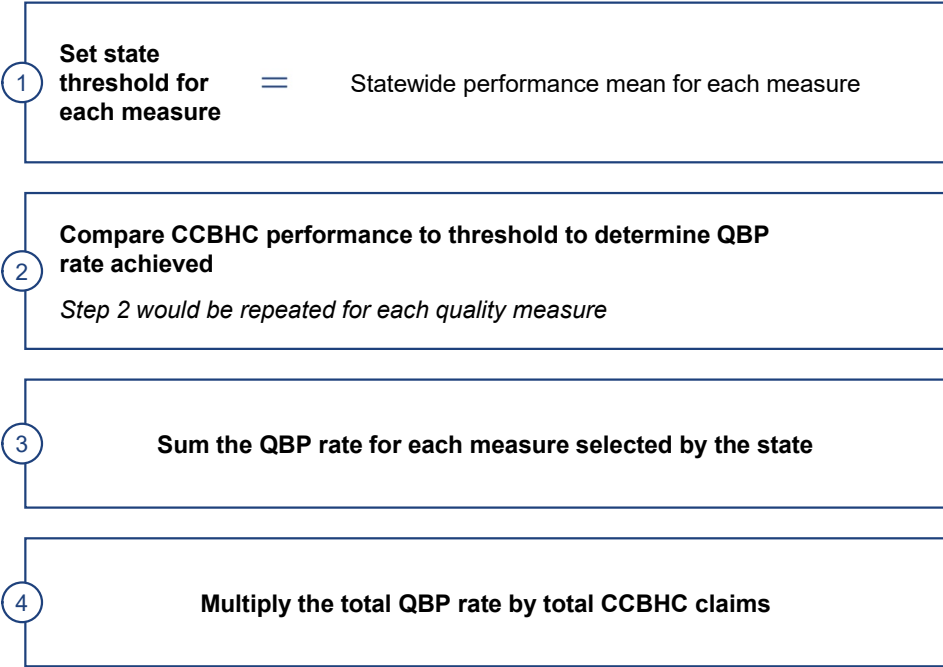 1
Set state
threshold for
each measure
=
Statewide performance mean for each measure
2
Compare CCBHC performance to threshold to determine QBP
rate achieved
Step 2 would be repeated for each quality measure
3
Sum the QBP rate for each measure selected by the state
4
Multiply the total QBP rate by total CCBHC claims